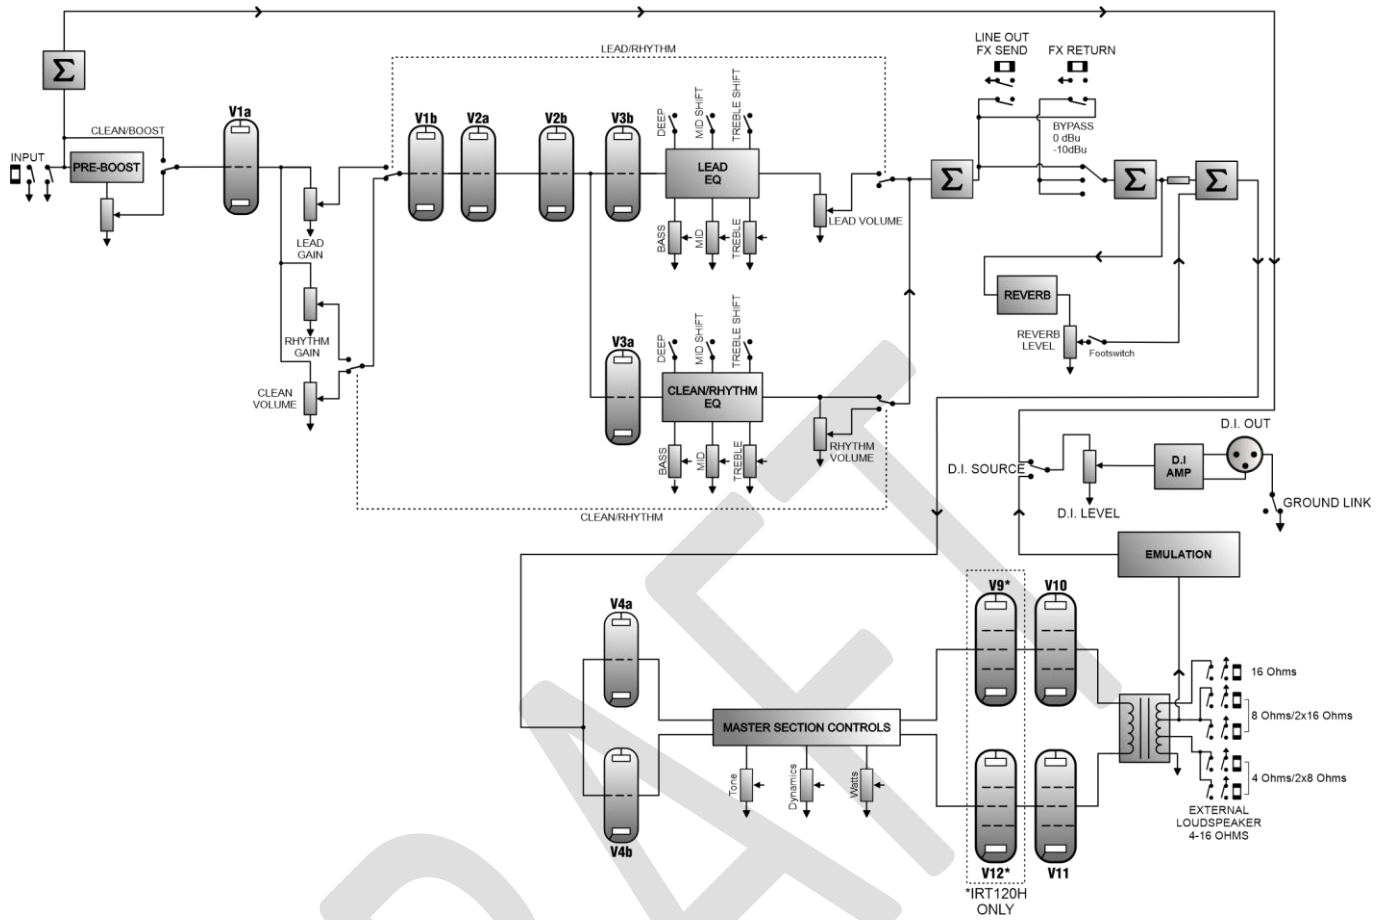 LINE OUT
FX SEND
FX RETURN
LEAD/RHYTHM
Σ
V1a
CLEAN/BOOST
INPUT
PRE-BOOST
LEAD
GAIN
RHYTHM
GAIN
CLEAN
VOLUME
V1b
V2a
V2b
V3b
DEEP
MID SHIFT
TREBLE SHIFT
LEAD
EQ
BASS
MID
TREBLE
LEAD VOLUME
Σ
BYPASS
0 dBu
-10dBu
Σ
Σ
REVERB
REVERB
LEVEL
Footswitch
V3a
DEEP
MID SHIFT
TREBLE SHIFT
CLEAN/RHYTHM
EQ
BASS
MID
TREBLE
RHYTHM
VOLUME
CLEAN/RHYTHM
D.I. OUT
D.I. SOURCE
D.I
AMP
D.I. LEVEL
GROUND LINK
EMULATION
V4a
V4b
MASTER SECTION CONTROLS
Tone
Dynamics
Watts
V9*
V10
V12*
V11
*IRT120H
ONLY
16 Ohms
8 Ohms/2x16 Ohms
4 Ohms/2x8 Ohms
EXTERNAL
LOUDSPEAKER
4-16 OHMS
DRAFT